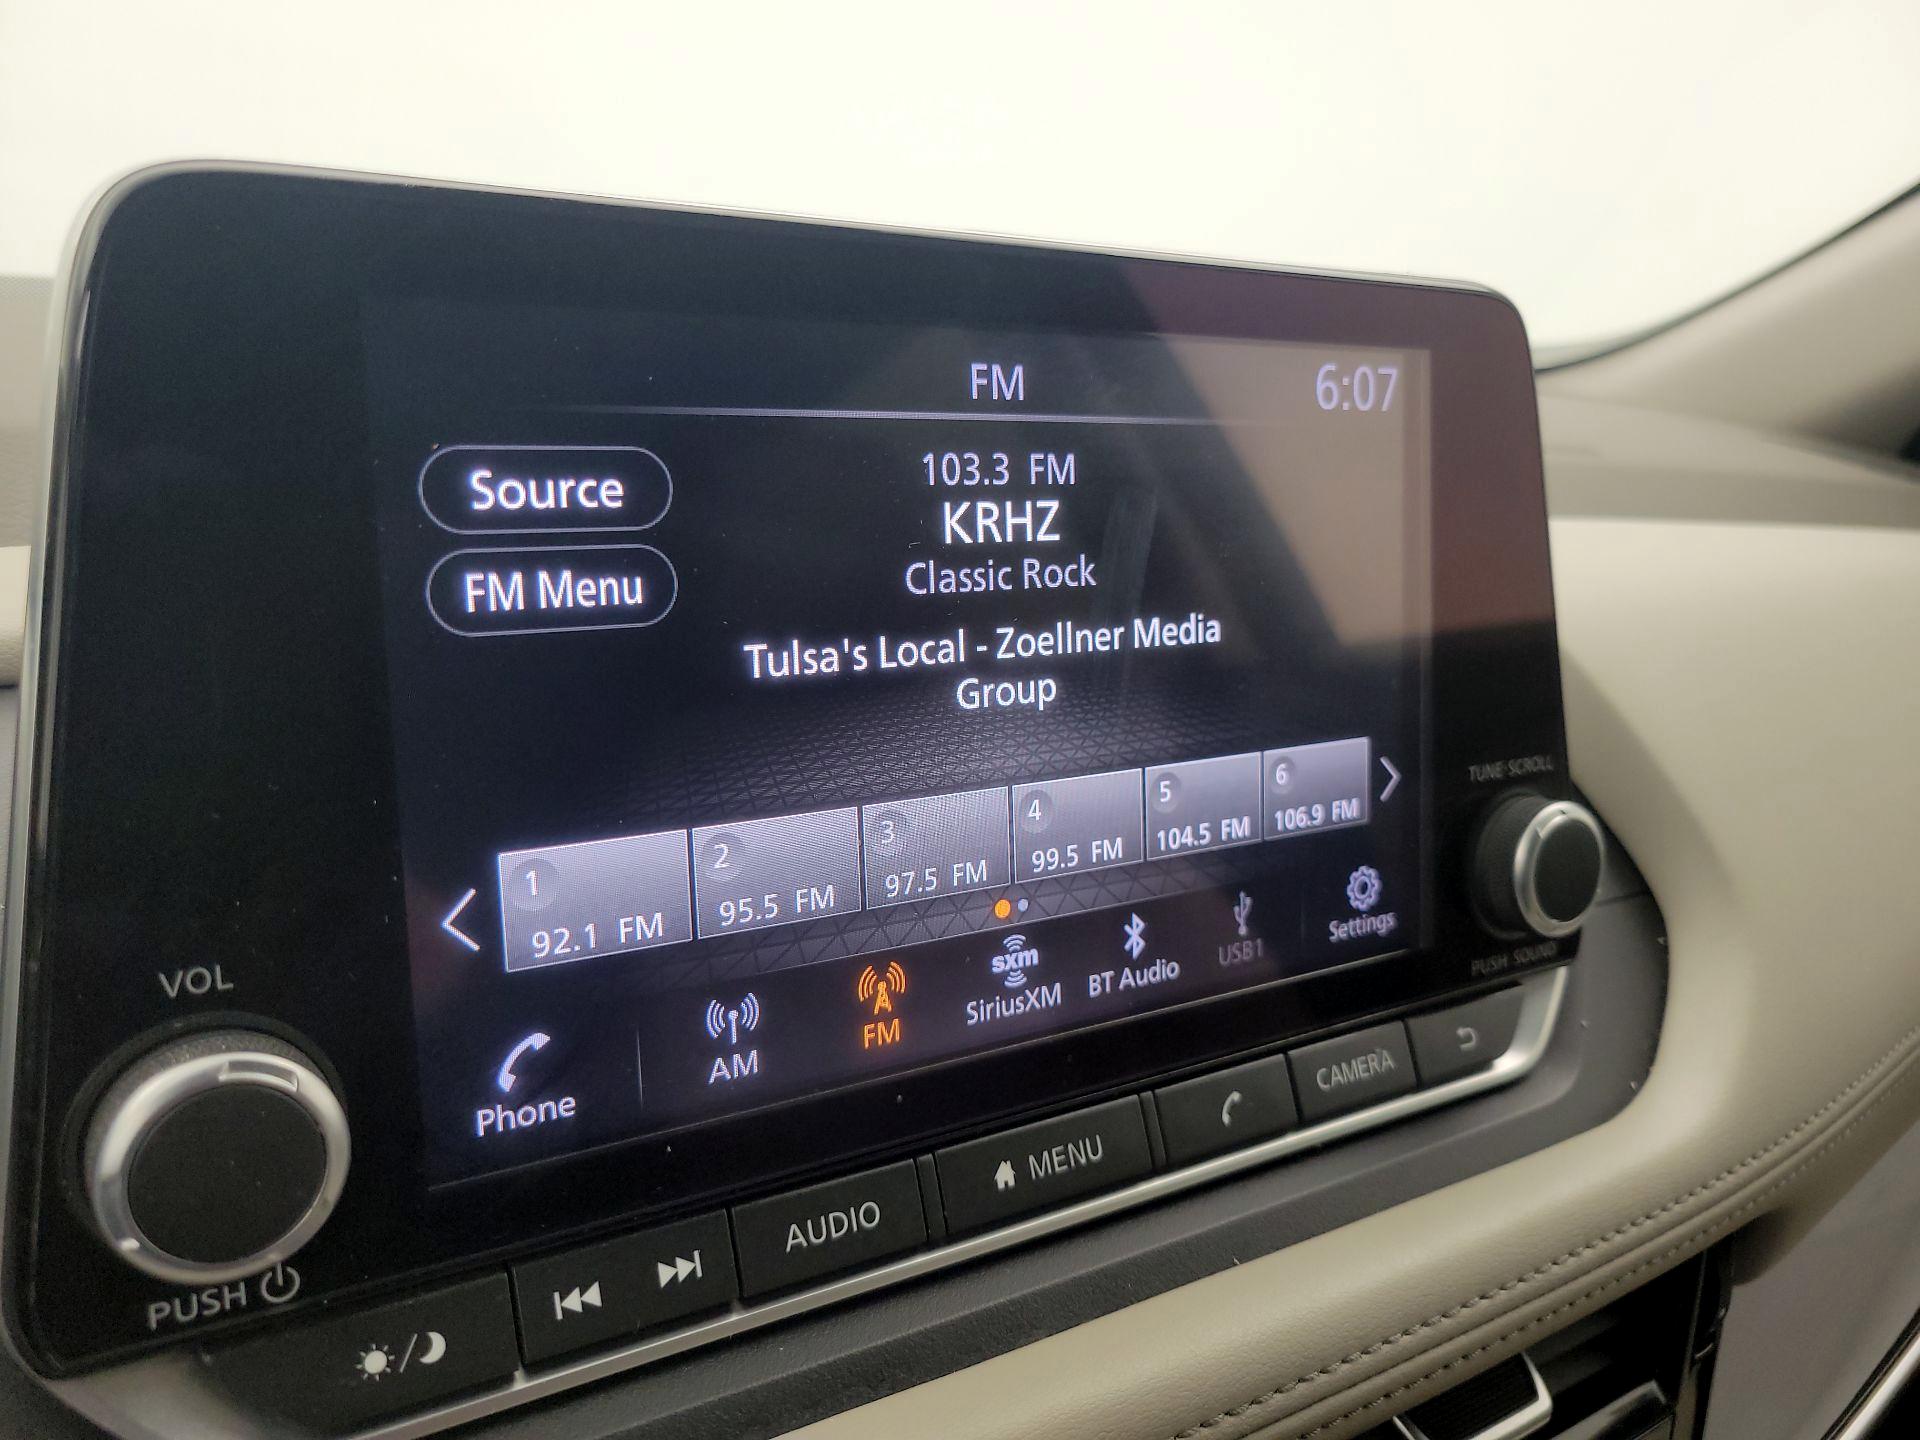 FM
6:07
Source
103.3 FM
KRHZ
FM Menu
Classic Rock
Tulsa's Local - Zoellner Media
Group
1
92.1 FM
2
95.5 FM
3
97.5 FM
4
99.5 FM
5
104.5 FM
6
106.9 FM
TUNE·SCROLL
PUSH SOUND
Phone
AM
FM
sxm
SiriusXM
BT Audio
USB1
Settings
VOL
PUSH
AUDIO
MENU
CAMERA